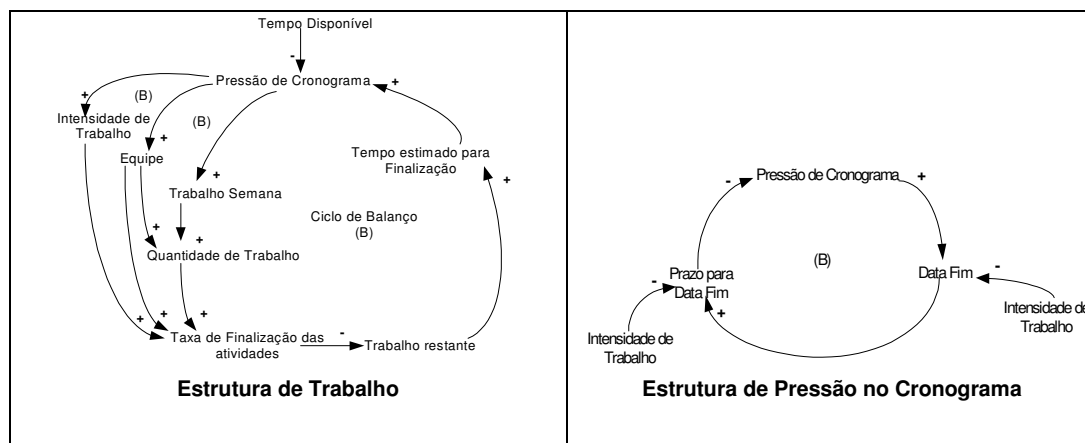 Tempo Disponível
-
Pressão de Cronograma
+
+
(B)
Intensidade de
Trabalho
+
(B)
Equipe
Tempo estimado para
Finalização
+
+
Trabalho Semana
Ciclo de Balanço
(B)
+
+
Quantidade de Trabalho
+
+
+
Taxa de Finalização das
atividades
-
Trabalho restante
Estrutura de Trabalho
Pressão de Cronograma
-
+
(B)
Prazo para
Data Fim
-
+
Data Fim
-
Intensidade de
Trabalho
Intensidade de
Trabalho
Estrutura de Pressão no Cronograma